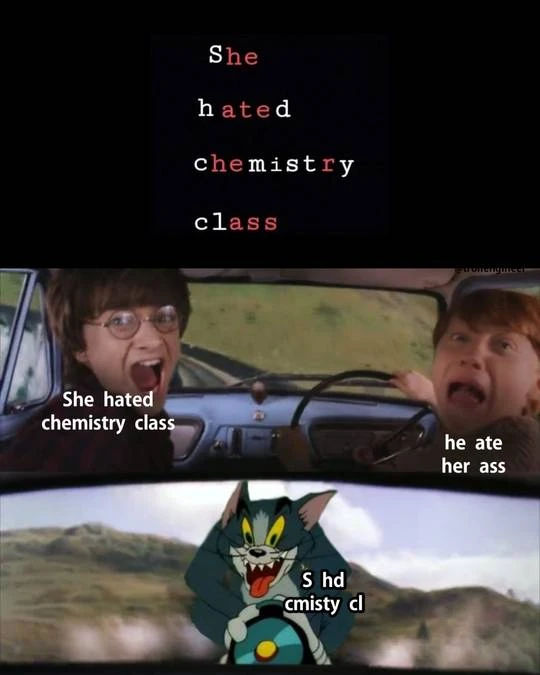 She
hated
chemistry
class
She hated
chemistry class
he ate
her ass
S hd
cmisty cl